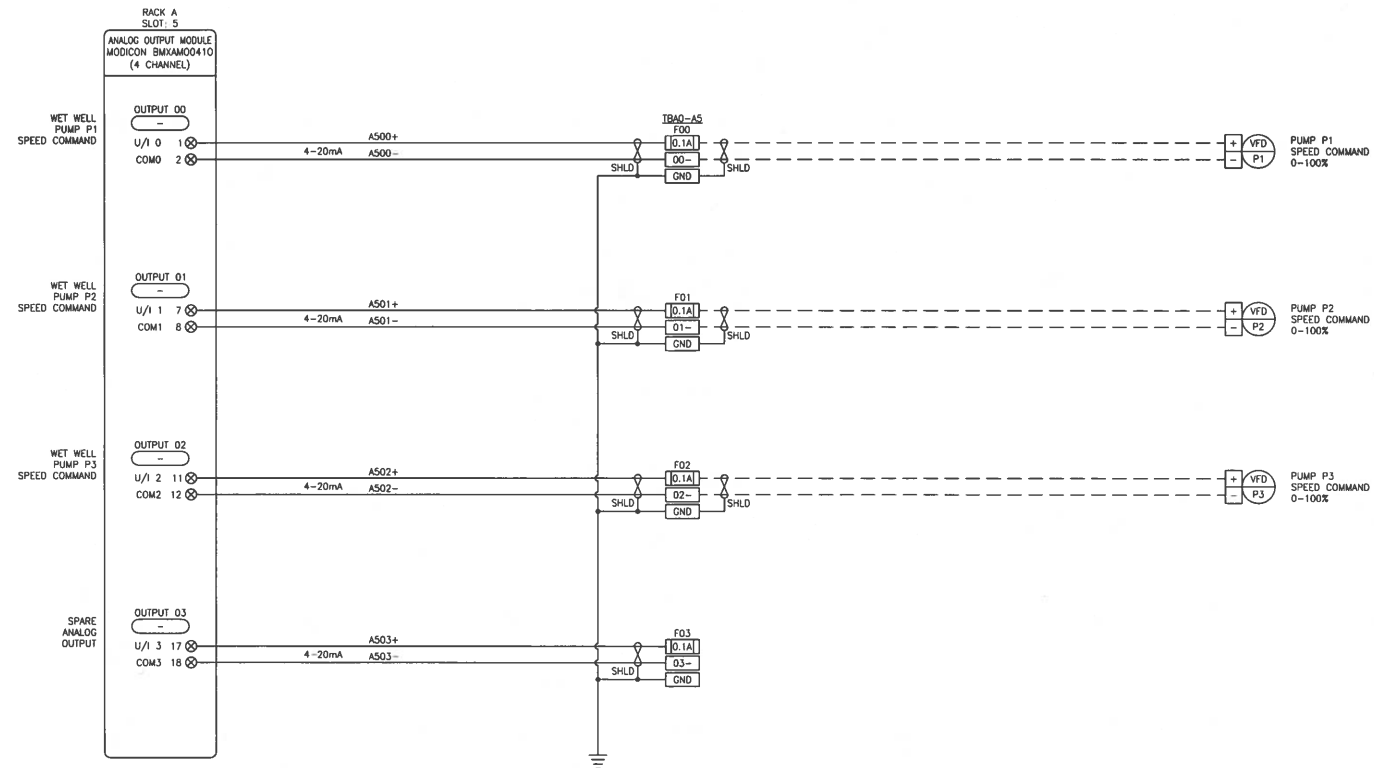 RACK A
SLOT: 5
ANALOG OUTPUT MODULE
MODICON BMXAMO0410
(4 CHANNEL)
WET WELL
PUMP P1
SPEED COMMAND
OUTPUT 00
-
U/I 0 1
COM0 2
A500+
4-20mA A500-
TBAO-A5
F00
0.1A
00-
GND
SHLD
SHLD
+
-
VFD
P1
PUMP P1
SPEED COMMAND
0-100%
WET WELL
PUMP P2
SPEED COMMAND
OUTPUT 01
-
U/I 1 7
COM1 8
A501+
4-20mA A501-
F01
0.1A
01-
GND
SHLD
SHLD
+
-
VFD
P2
PUMP P2
SPEED COMMAND
0-100%
WET WELL
PUMP P3
SPEED COMMAND
OUTPUT 02
-
U/I 2 11
COM2 12
A502+
4-20mA A502-
F02
0.1A
02-
GND
SHLD
SHLD
+
-
VFD
P3
PUMP P3
SPEED COMMAND
0-100%
SPARE
ANALOG
OUTPUT
OUTPUT 03
-
U/I 3 17
COM3 18
A503+
4-20mA A503-
F03
0.1A
03-
GND
SHLD